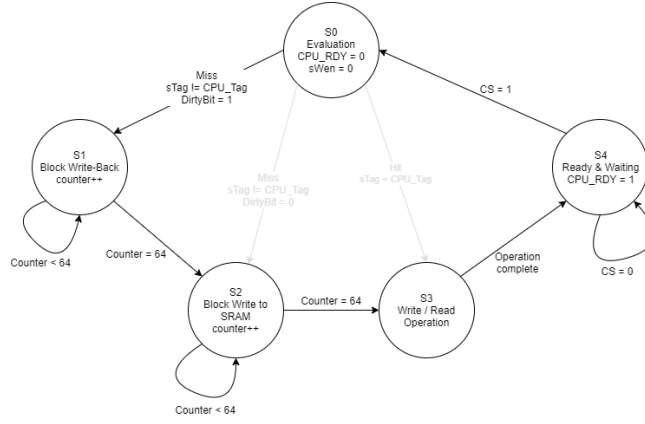 S0
Evaluation
CPU_RDY = 0
sWen = 0
Miss
sTag != CPU_Tag
DirtyBit = 1
CS = 1
S1
Block Write-Back
counter++
Miss
sTag != CPU_Tag
DirtyBit = 0
Hit
sTag = CPU_Tag
S4
Ready & Waiting
CPU_RDY = 1
Counter < 64
Counter = 64
Operation
complete
CS = 0
S2
Block Write to
SRAM
counter++
Counter = 64
S3
Write / Read
Operation
Counter < 64